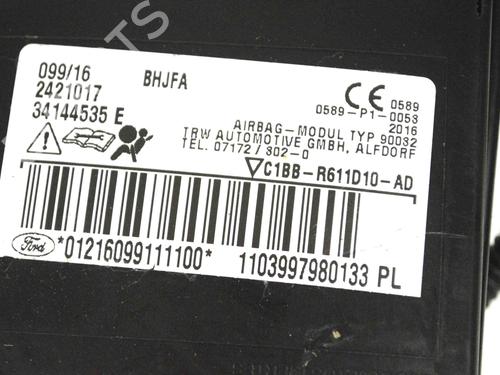 099/16 BHJFA
2421017
34144535 E
CE 0589
0589-P1-0053
2016
AIRBAG-MODUL TYP 90032
TRW AUTOMOTIVE GMBH, ALFDORF
TEL. 07172 / 302-0
C1BB-R611D10-AD
Ford *01216099111100* 1103997980133 PL